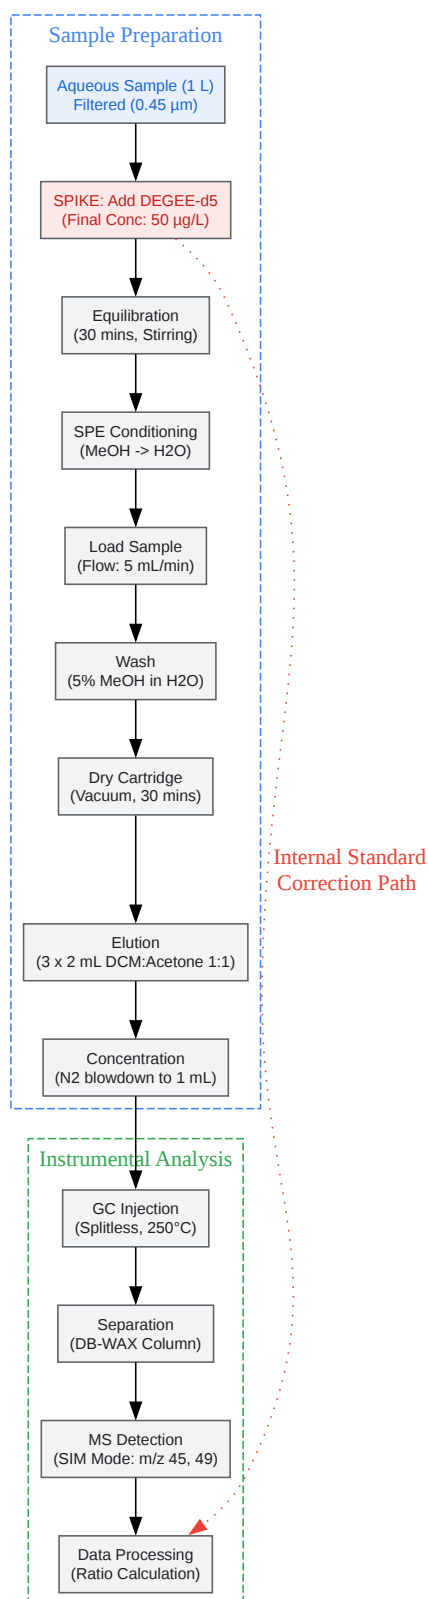 Sample Preparation
Aqueous Sample (1 L)
Filtered (0.45 µm)
SPIKE: Add DEGEE-d5
(Final Conc: 50 µg/L)
Equilibration
(30 mins, Stirring)
SPE Conditioning
(MeOH -> H2O)
Load Sample
(Flow: 5 mL/min)
Wash
(5% MeOH in H2O)
Dry Cartridge
(Vacuum, 30 mins)
Internal Standard
Correction Path
Elution
(3 x 2 mL DCM:Acetone 1:1)
Concentration
(N2 blowdown to 1 mL)
Instrumental Analysis
GC Injection
(Splitless, 250°C)
Separation
(DB-WAX Column)
MS Detection
(SIM Mode: m/z 45, 49)
Data Processing
(Ratio Calculation)